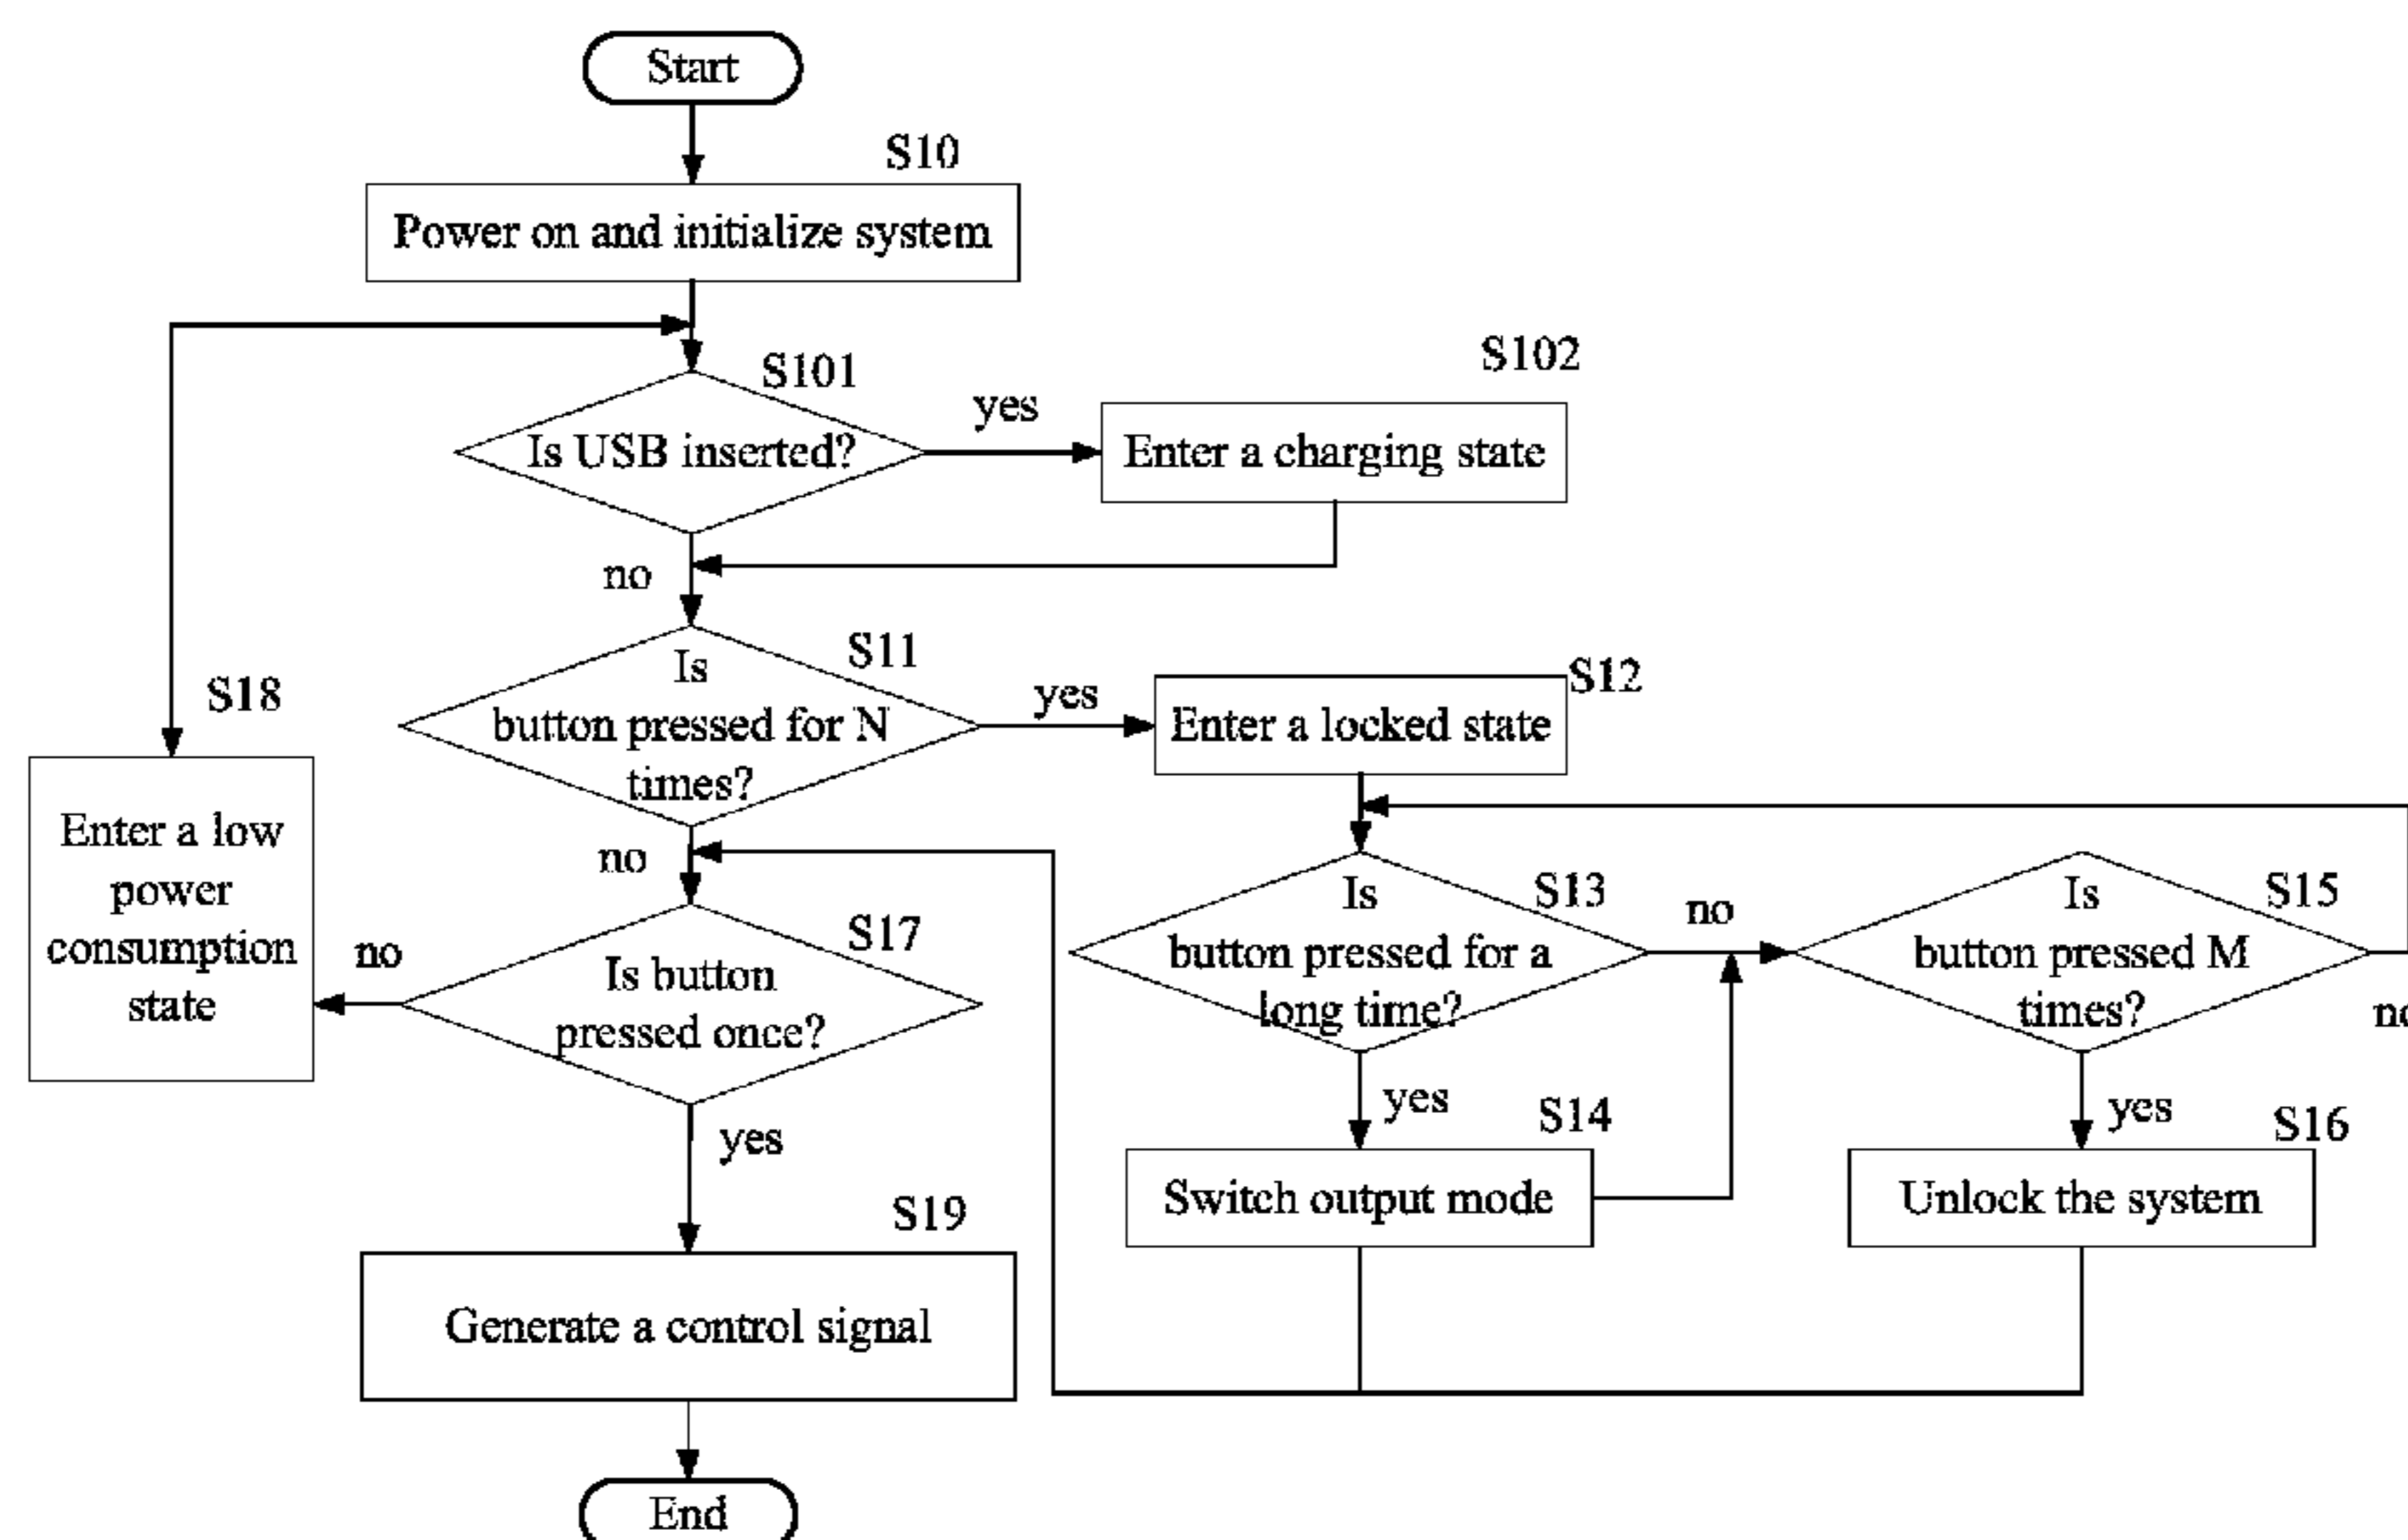 Start
S10
Power on and initialize system
S101
Is USB inserted?
yes
S102
Enter a charging state
no
S11
Is
button pressed for N
times?
yes
S12
Enter a locked state
S18
Enter a low
power
consumption
state
no
no
S17
Is button
pressed once?
yes
S13
Is
button pressed for a
long time?
no
S15
Is
button pressed M
times?
no
yes
S14
Switch output mode
yes
S16
Unlock the system
S19
Generate a control signal
End